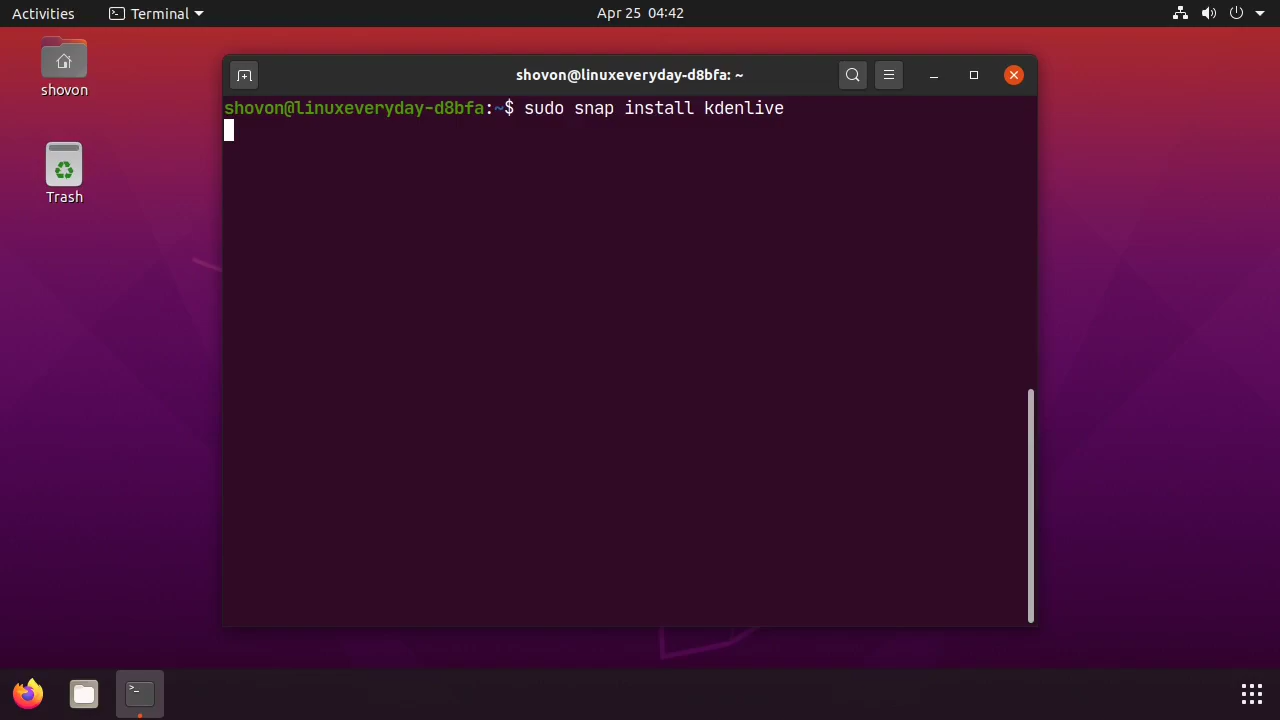 Activities
Terminal
Apr 25 04:42
shovon
Trash
shovon@linuxeveryday-d8bfa: ~
shovon@linuxeveryday-d8bfa:~$ sudo snap install kdenlive